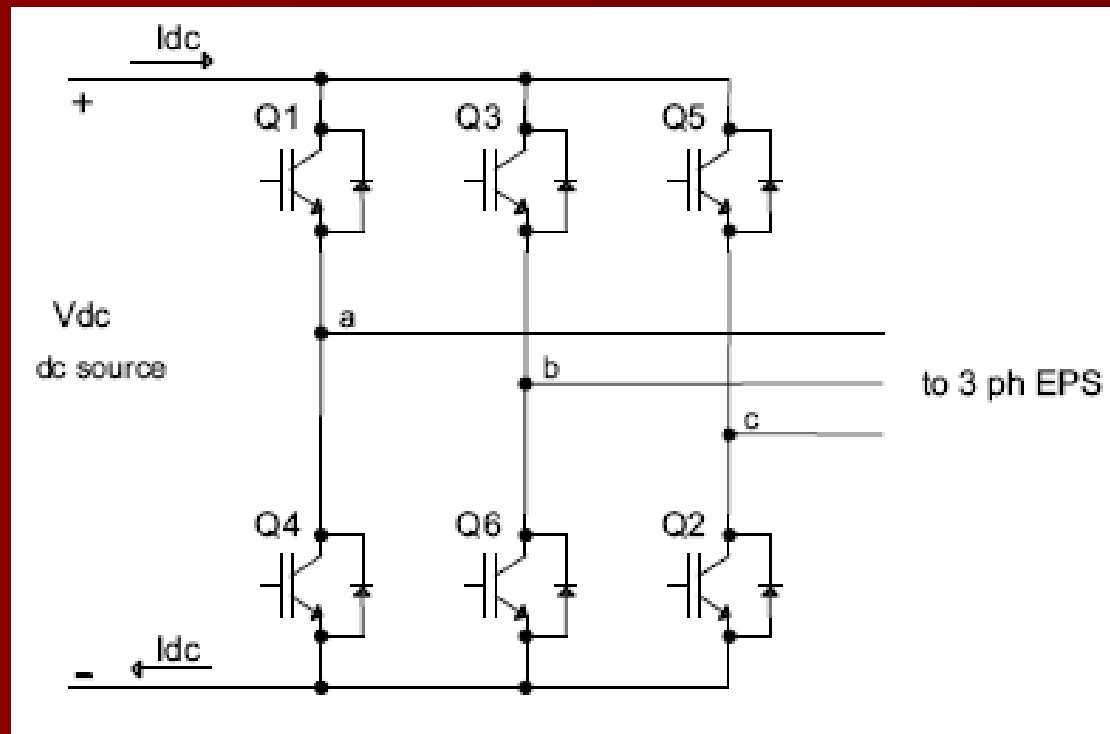 Idc
+
Q1 Q3 Q5
Vdc
a
dc source
b
to 3 ph EPS
c
Q4 Q6 Q2
Idc
-